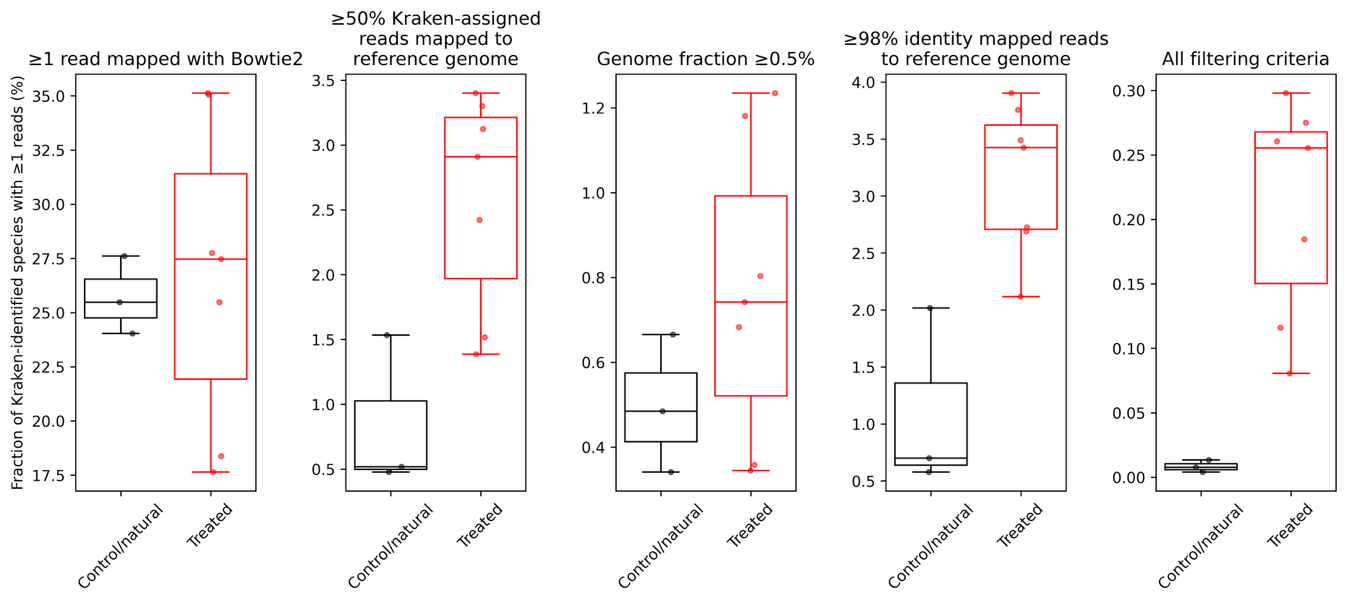 ≥1 read mapped with Bowtie2
≥50% Kraken-assigned
reads mapped to
reference genome
Genome fraction ≥0.5%
≥98% identity mapped reads
to reference genome
All filtering criteria
Fraction of Kraken-identified species with ≥1 reads (%)
35.0
32.5
30.0
27.5
25.0
22.5
20.0
17.5
Control/natural
Treated
3.5
3.0
2.5
2.0
1.5
1.0
0.5
Control/natural
Treated
1.2
1.0
0.8
0.6
0.4
Control/natural
Treated
4.0
3.5
3.0
2.5
2.0
1.5
1.0
0.5
Control/natural
Treated
0.30
0.25
0.20
0.15
0.10
0.05
0.00
Control/natural
Treated